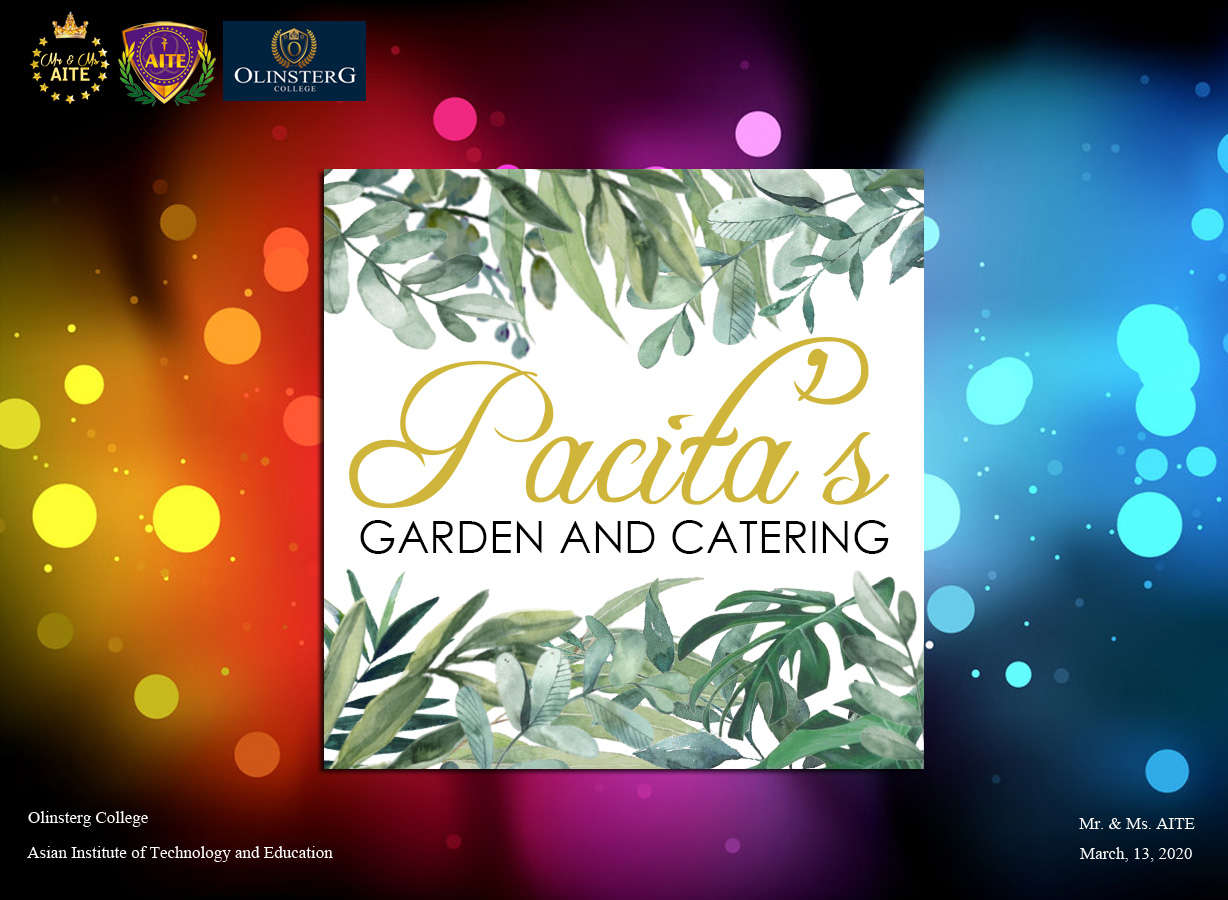 Mr & Ms
AITE
AITE
OLINSTERG
COLLEGE
Pacita's
GARDEN AND CATERING
Olinsterg College
Asian Institute of Technology and Education
Mr. & Ms. AITE
March, 13, 2020